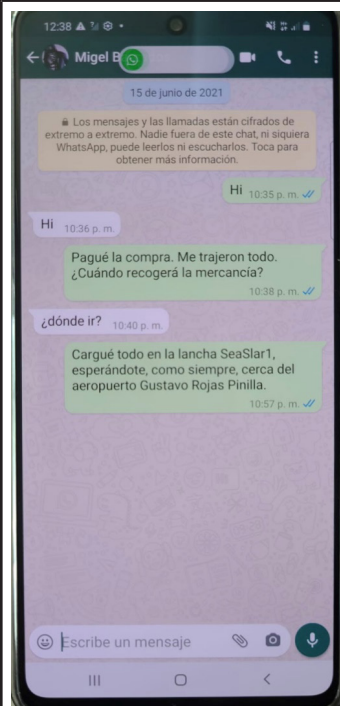 12:38
Migel B
15 de junio de 2021
Los mensajes y las llamadas están cifrados de
extremo a extremo. Nadie fuera de este chat, ni siquiera
WhatsApp, puede leerlos ni escucharlos. Toca para
obtener más información.
Hi 10:35 p. m.
Hi 10:36 p. m.
Pagué la compra. Me trajeron todo.
¿Cuándo recogerá la mercancía?
10:38 p. m.
¿dónde ir? 10:40 p. m.
Cargué todo en la lancha SeaSlar1,
esperándote, como siempre, cerca del
aeropuerto Gustavo Rojas Pinilla.
10:57 p. m.
Escribe un mensaje